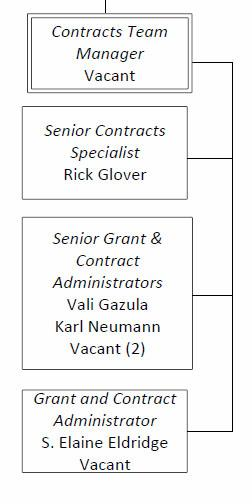 Contracts Team
Manager
Vacant
Senior Contracts
Specialist
Rick Glover
Senior Grant &
Contract
Administrators
Vali Gazula
Karl Neumann
Vacant (2)
Grant and Contract
Administrator
S. Elaine Eldridge
Vacant